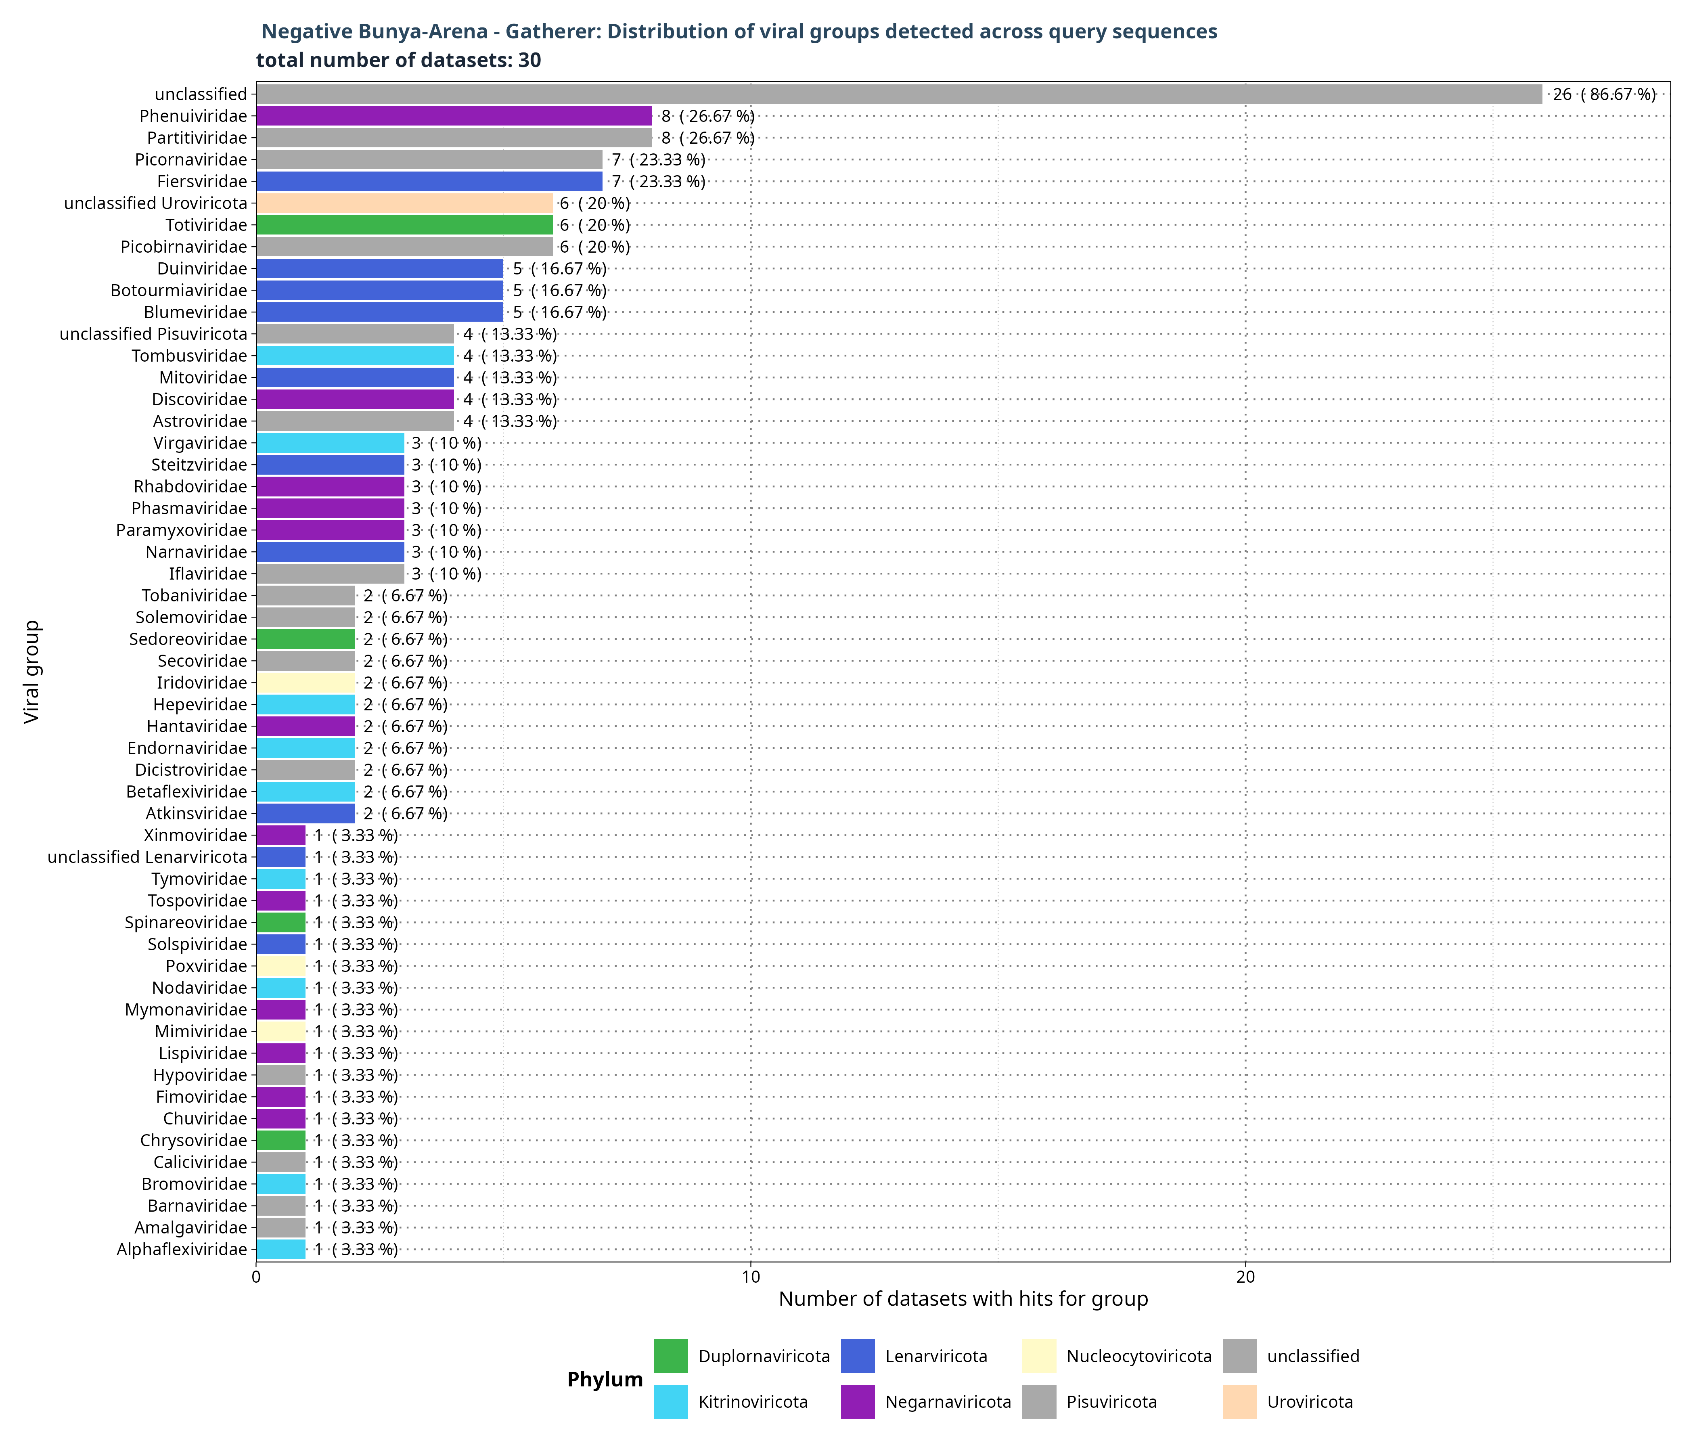 Negative Bunya-Arena - Gatherer: Distribution of viral groups detected across query sequences
total number of datasets: 30
Viral group
unclassified 26 ( 86.67 %)
Phenuiviridae 8 ( 26.67 %)
Partitiviridae 8 ( 26.67 %)
Picornaviridae 7 ( 23.33 %)
Fiersviridae 7 ( 23.33 %)
unclassified Uroviricota 6 ( 20 %)
Totiviridae 6 ( 20 %)
Picobirnaviridae 6 ( 20 %)
Duinviridae 5 ( 16.67 %)
Botourmiaviridae 5 ( 16.67 %)
Blumeviridae 5 ( 16.67 %)
unclassified Pisuviricota 4 ( 13.33 %)
Tombusviridae 4 ( 13.33 %)
Mitoviridae 4 ( 13.33 %)
Discoviridae 4 ( 13.33 %)
Astroviridae 4 ( 13.33 %)
Virgaviridae 3 ( 10 %)
Steitzviridae 3 ( 10 %)
Rhabdoviridae 3 ( 10 %)
Phasmaviridae 3 ( 10 %)
Paramyxoviridae 3 ( 10 %)
Narnaviridae 3 ( 10 %)
Iflaviridae 3 ( 10 %)
Tobaniviridae 2 ( 6.67 %)
Solemoviridae 2 ( 6.67 %)
Sedoreoviridae 2 ( 6.67 %)
Secoviridae 2 ( 6.67 %)
Iridoviridae 2 ( 6.67 %)
Hepeviridae 2 ( 6.67 %)
Hantaviridae 2 ( 6.67 %)
Endornaviridae 2 ( 6.67 %)
Dicistroviridae 2 ( 6.67 %)
Betaflexiviridae 2 ( 6.67 %)
Atkinsviridae 2 ( 6.67 %)
Xinmoviridae 1 ( 3.33 %)
unclassified Lenarviricota 1 ( 3.33 %)
Tymoviridae 1 ( 3.33 %)
Tospoviridae 1 ( 3.33 %)
Spinareoviridae 1 ( 3.33 %)
Solspiviridae 1 ( 3.33 %)
Poxviridae 1 ( 3.33 %)
Nodaviridae 1 ( 3.33 %)
Mymonaviridae 1 ( 3.33 %)
Mimiviridae 1 ( 3.33 %)
Lispiviridae 1 ( 3.33 %)
Hypoviridae 1 ( 3.33 %)
Fimoviridae 1 ( 3.33 %)
Chuviridae 1 ( 3.33 %)
Chrysoviridae 1 ( 3.33 %)
Caliciviridae 1 ( 3.33 %)
Bromoviridae 1 ( 3.33 %)
Barnaviridae 1 ( 3.33 %)
Amalgaviridae 1 ( 3.33 %)
Alphaflexiviridae 1 ( 3.33 %)
0 10 20
Number of datasets with hits for group
Phylum
Duplornaviricota Lenarviricota Nucleocytoviricota unclassified
Kitrinoviricota Negarnaviricota Pisuviricota Uroviricota